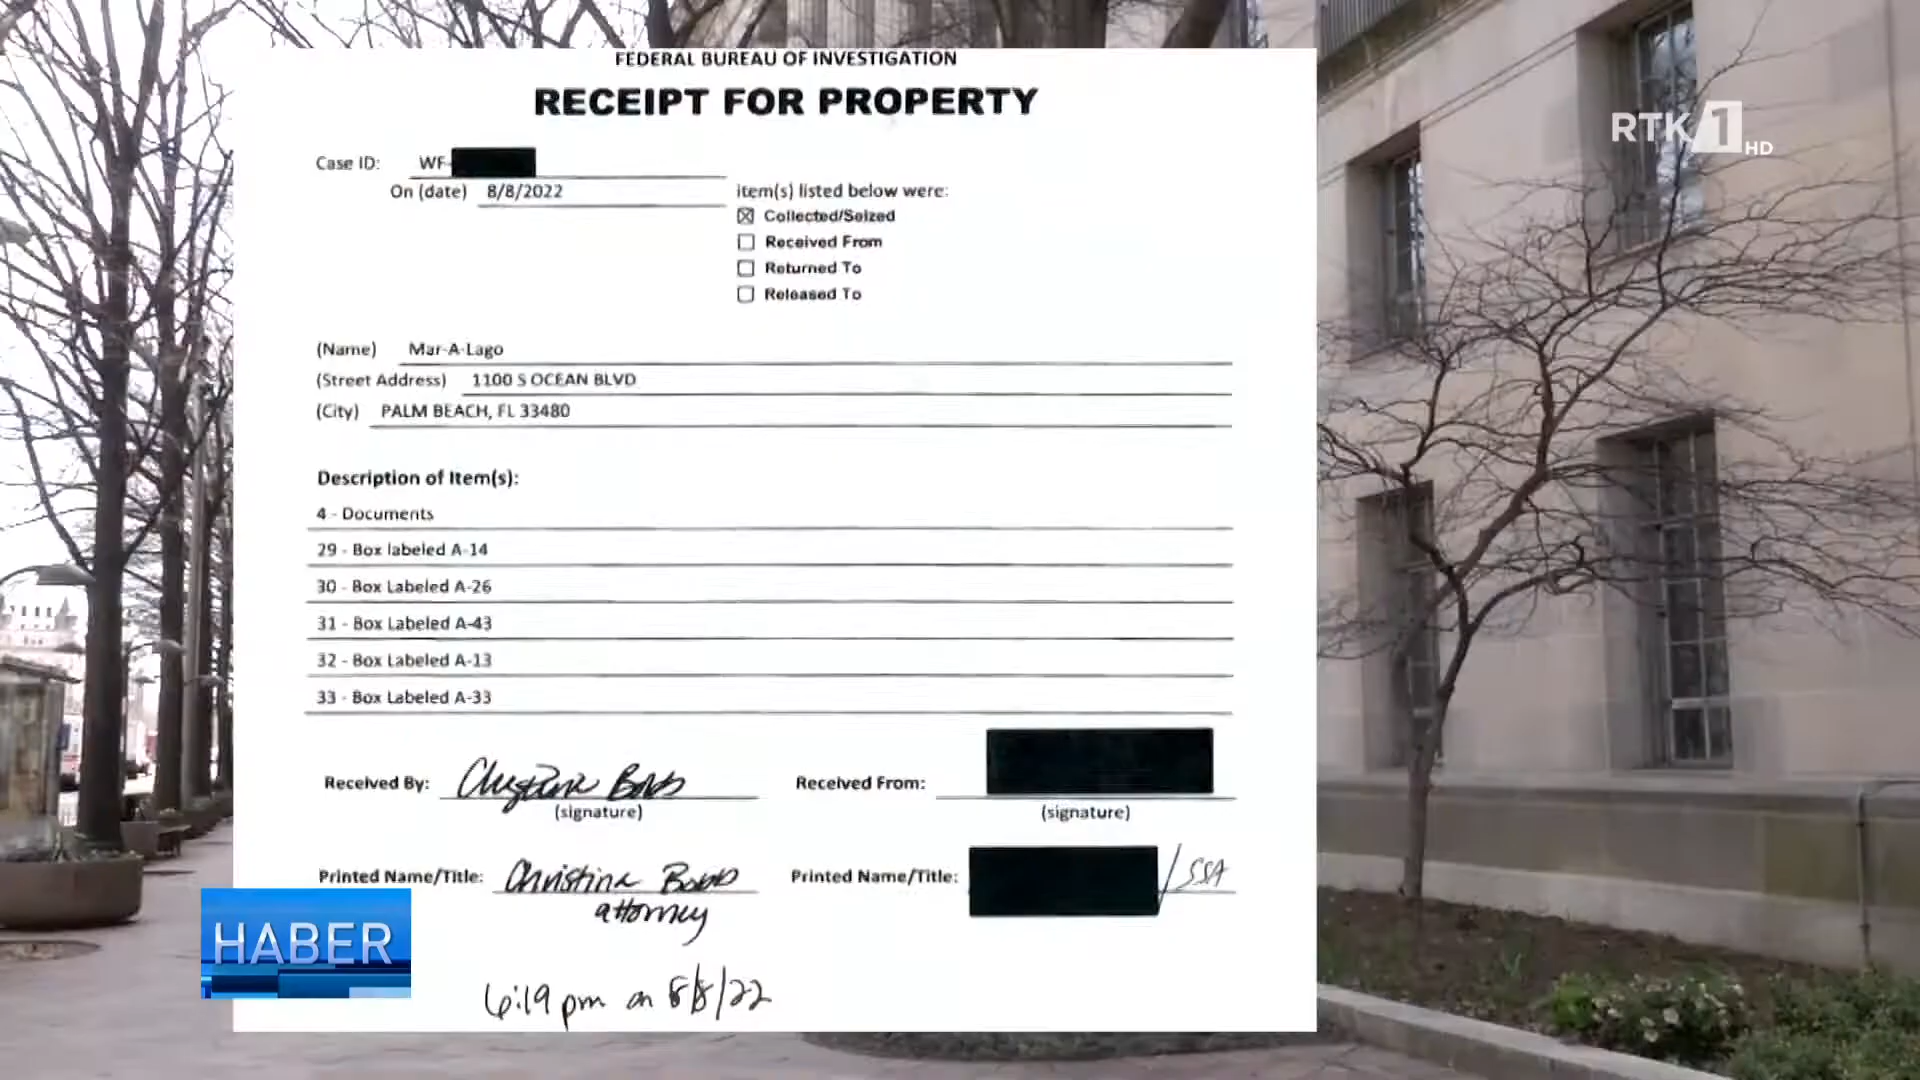 FEDERAL BUREAU OF INVESTIGATION
RECEIPT FOR PROPERTY
RTK 1 HD
Case ID: WF-
On (date) 8/8/2022 item(s) listed below were:
Collected/Seized
Received From
Returned To
Released To
(Name) Mar-A-Lago
(Street Address) 1100 S OCEAN BLVD
(City) PALM BEACH, FL 33480
Description of Item(s):
4 - Documents
29 - Box labeled A-14
30 - Box Labeled A-26
31 - Box Labeled A-43
32 - Box Labeled A-13
33 - Box Labeled A-33
Received By: Christina Bobb Received From:
(signature) (signature)
Printed Name/Title: Christina Bobb Printed Name/Title: /SSA
attorney
HABER
6:19 pm on 8/8/22